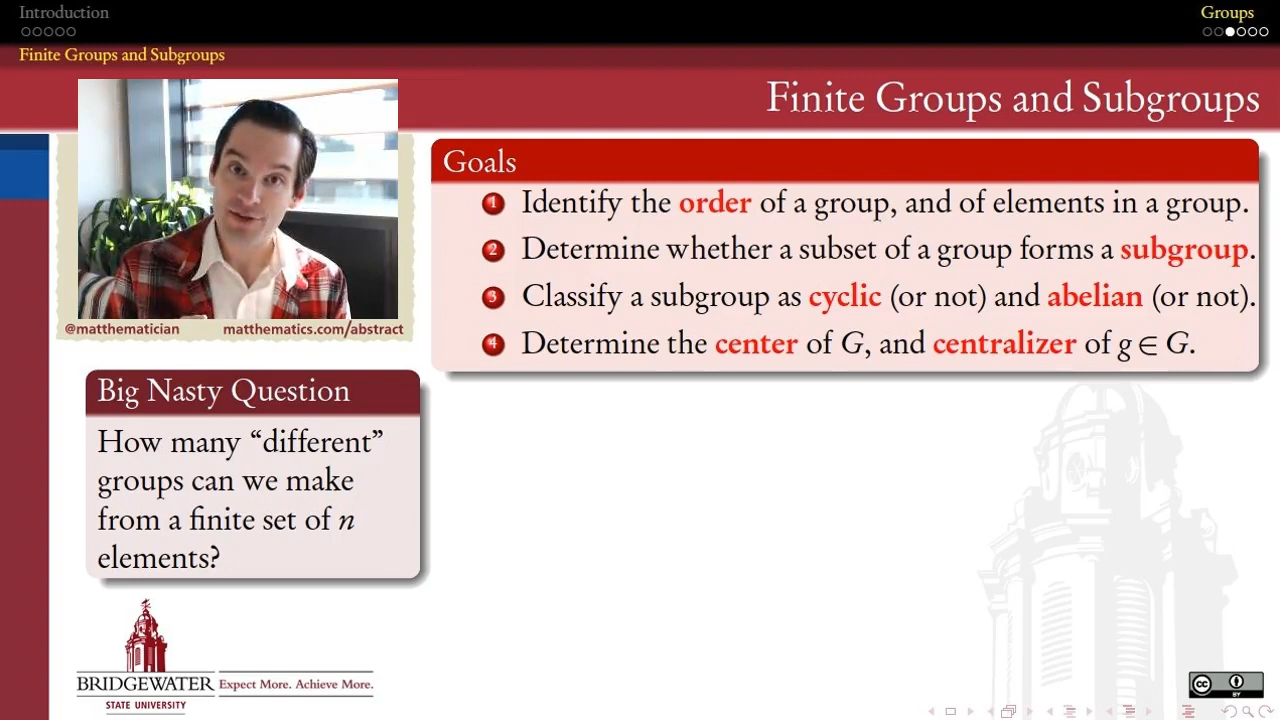 Introduction
Groups
Finite Groups and Subgroups
Finite Groups and Subgroups
@matthematician matthematics.com/abstract
Goals
1 Identify the order of a group, and of elements in a group.
2 Determine whether a subset of a group forms a subgroup.
3 Classify a subgroup as cyclic (or not) and abelian (or not).
4 Determine the center of G, and centralizer of g ∈ G.
Big Nasty Question
How many “different”
groups can we make
from a finite set of n
elements?
BRIDGEWATER Expect More. Achieve More.
STATE UNIVERSITY
cc
BY